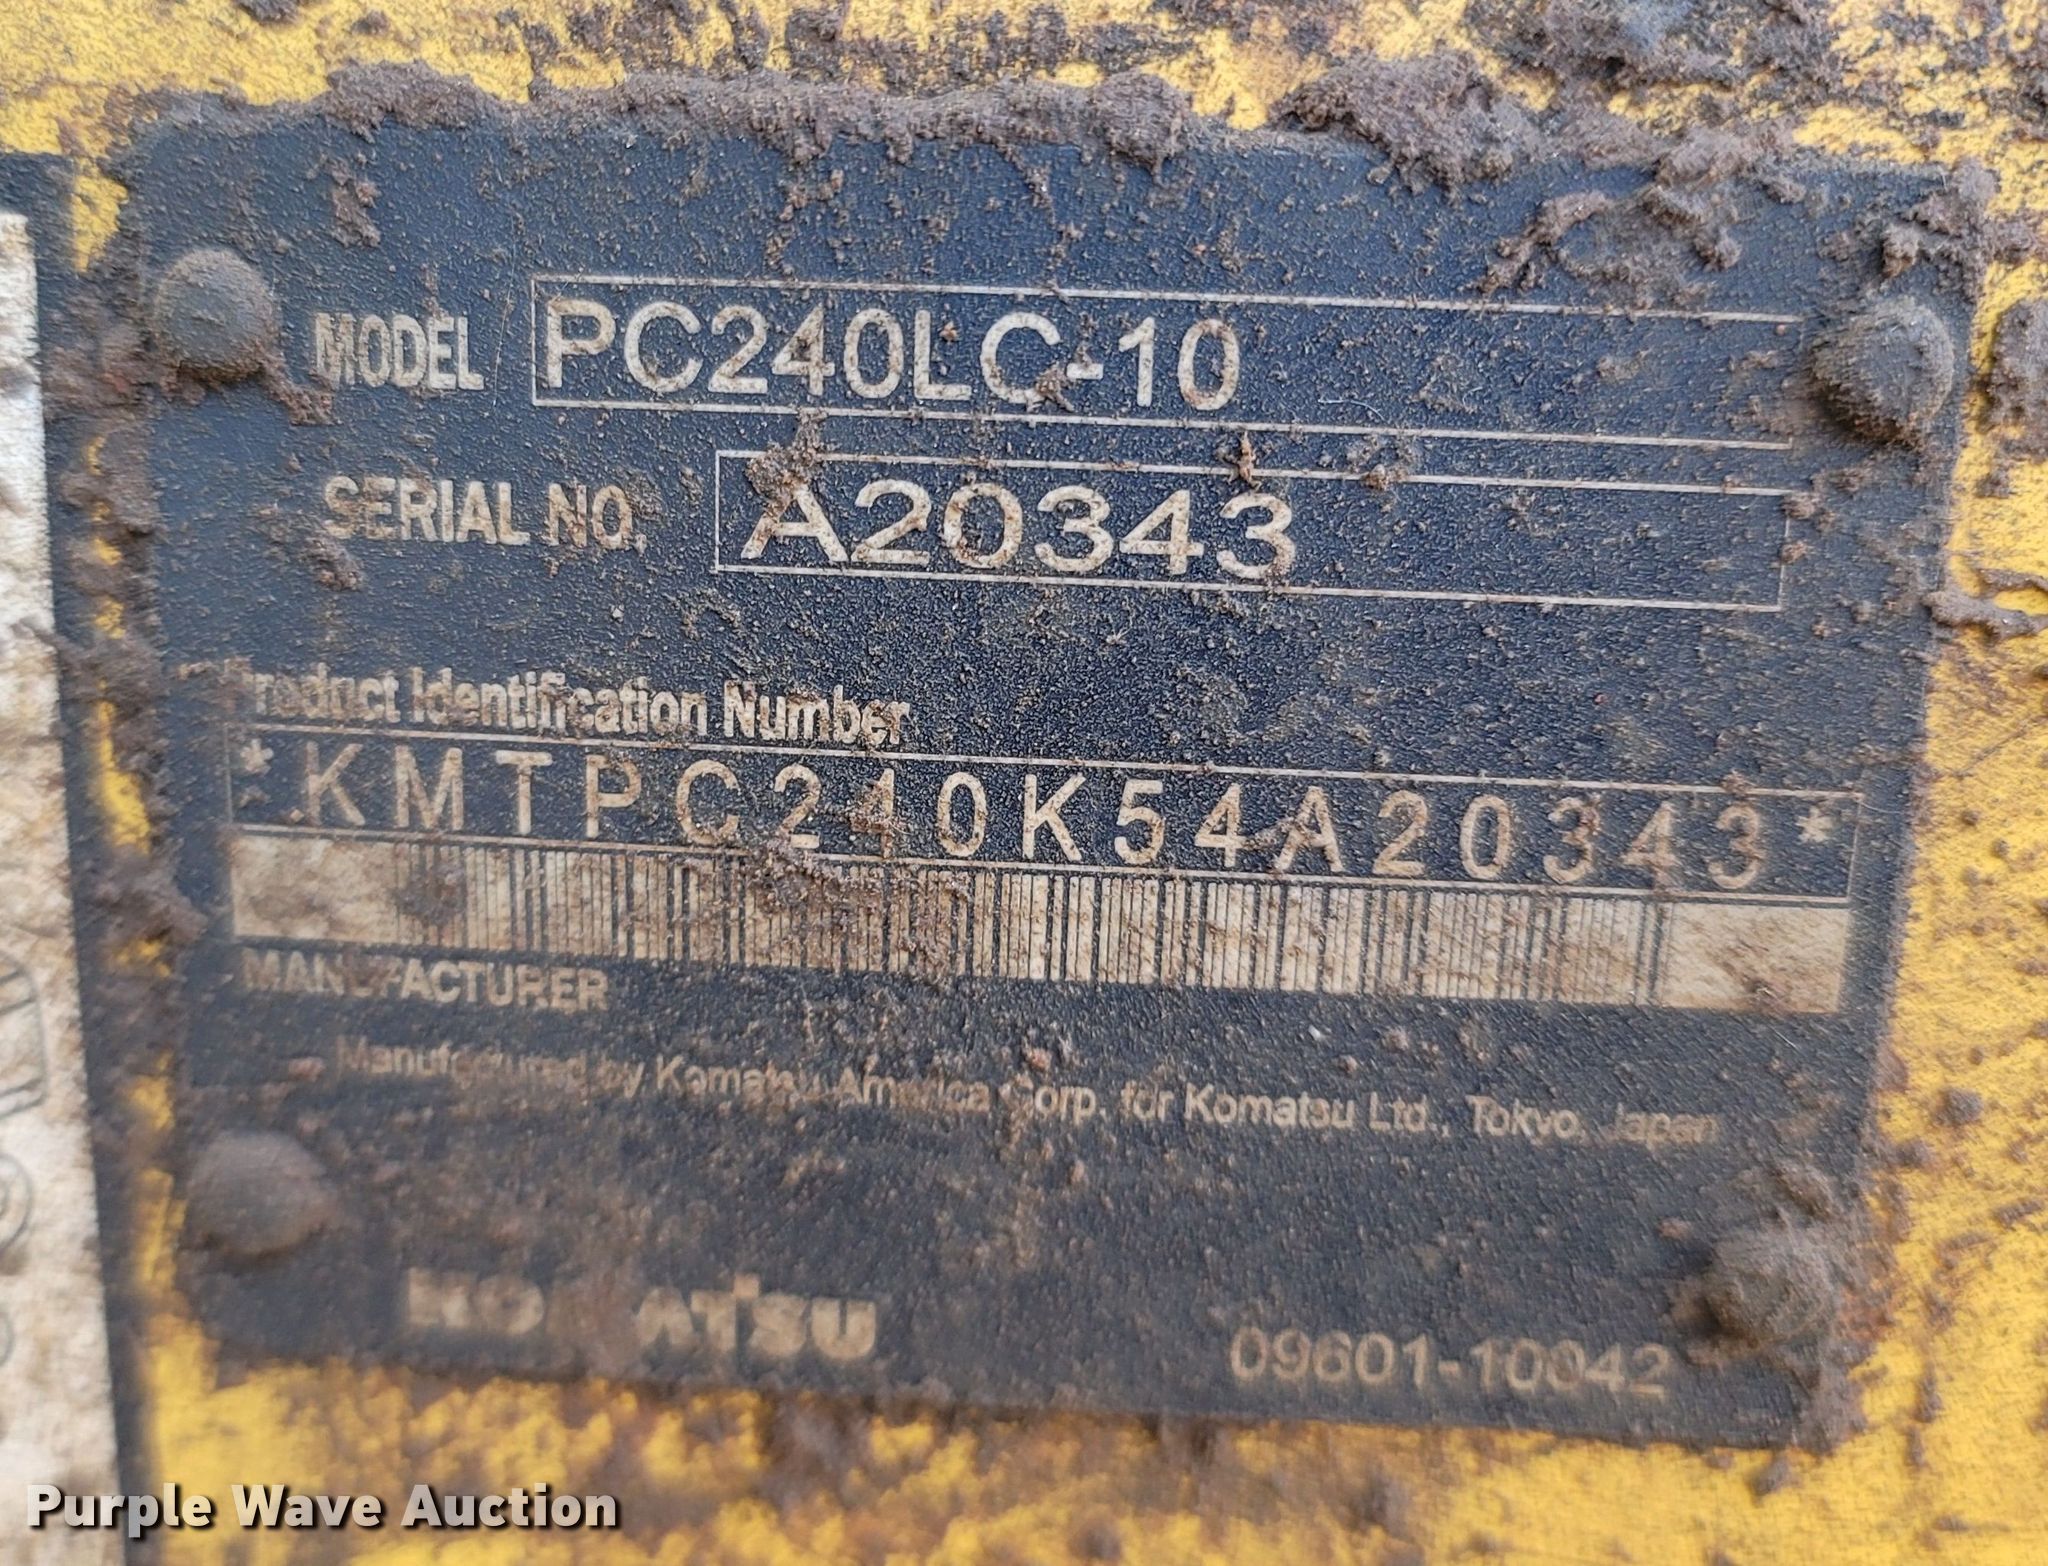 MODEL PC240LC-10
SERIAL NO. A20343
Product Identification Number
*KMTPC240K54A20343*
MANUFACTURER
Manufactured by Komatsu America Corp. for Komatsu Ltd., Tokyo, Japan
KOMATSU 09601-10042
Purple Wave Auction